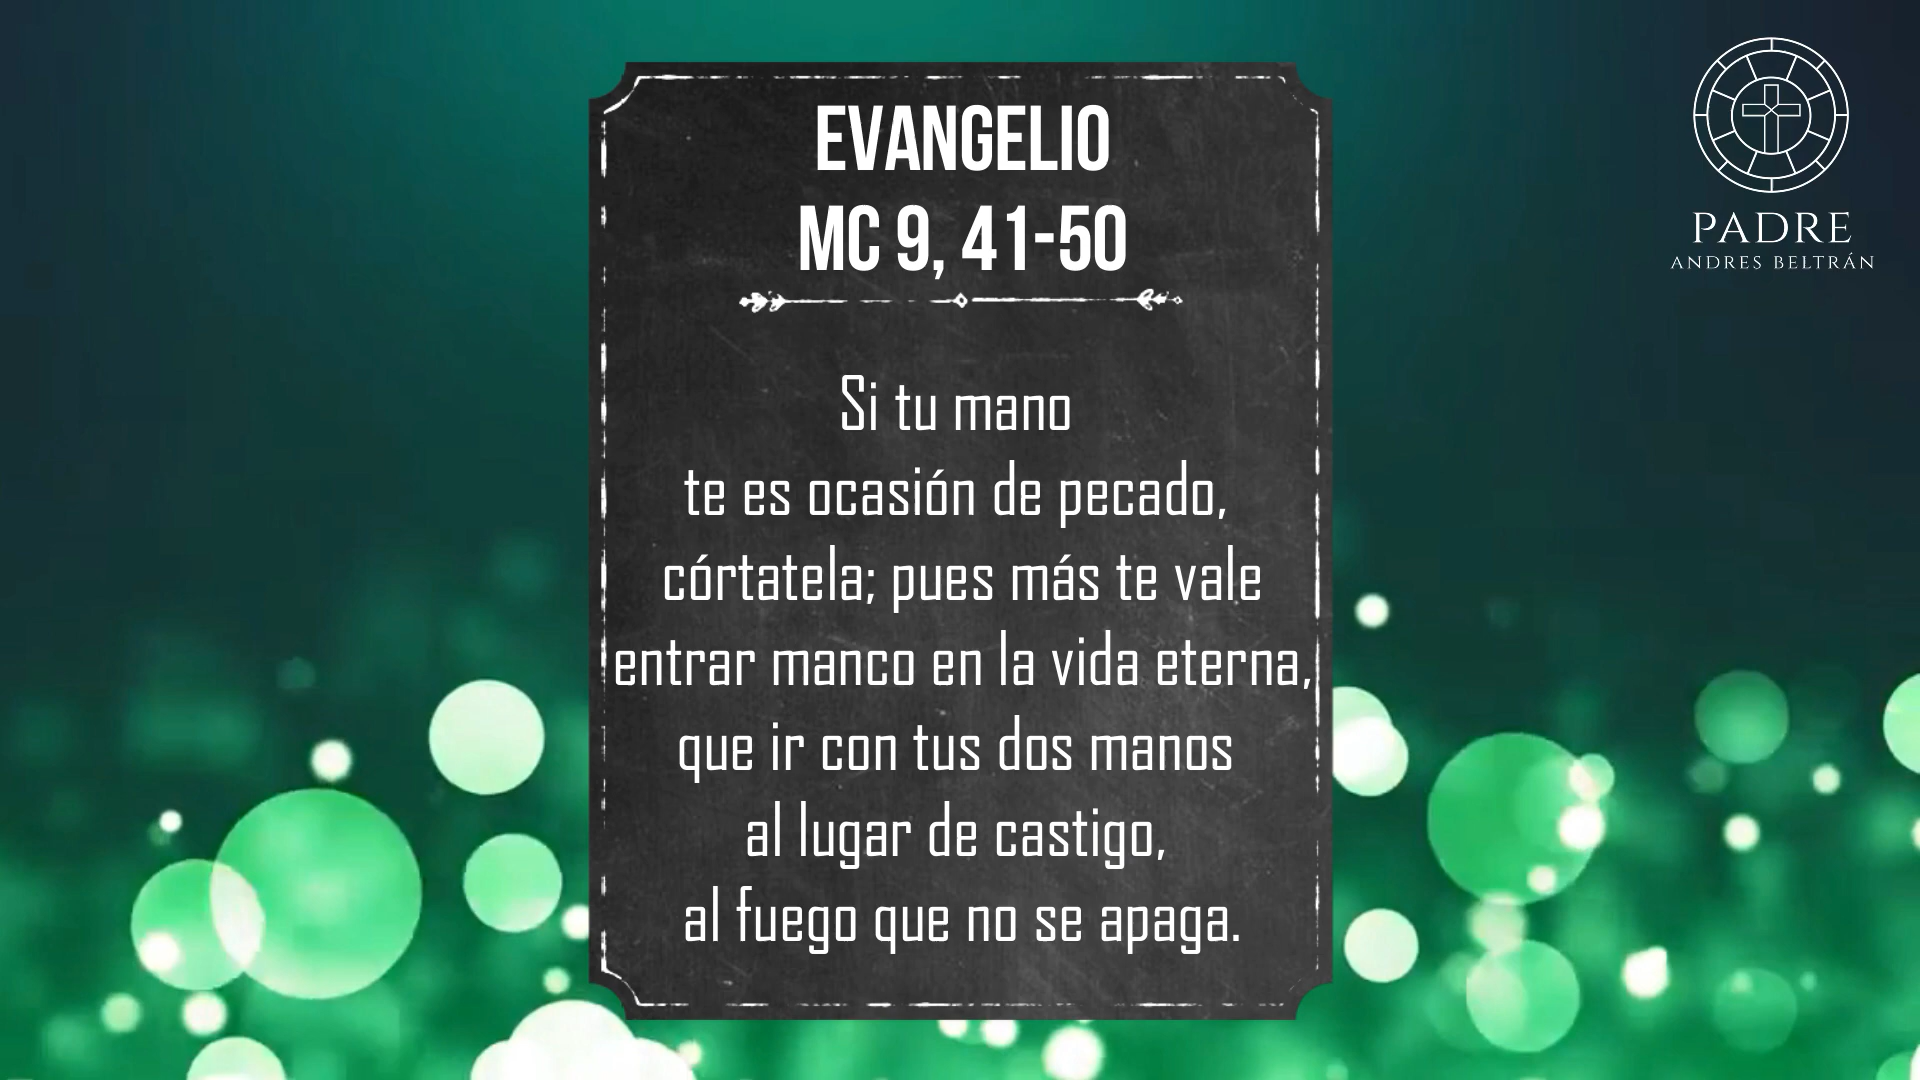 EVANGELIO
MC 9, 41-50
Si tu mano
te es ocasión de pecado,
córtatela; pues más te vale
entrar manco en la vida eterna,
que ir con tus dos manos
al lugar de castigo,
al fuego que no se apaga.
PADRE
ANDRES BELTRÁN